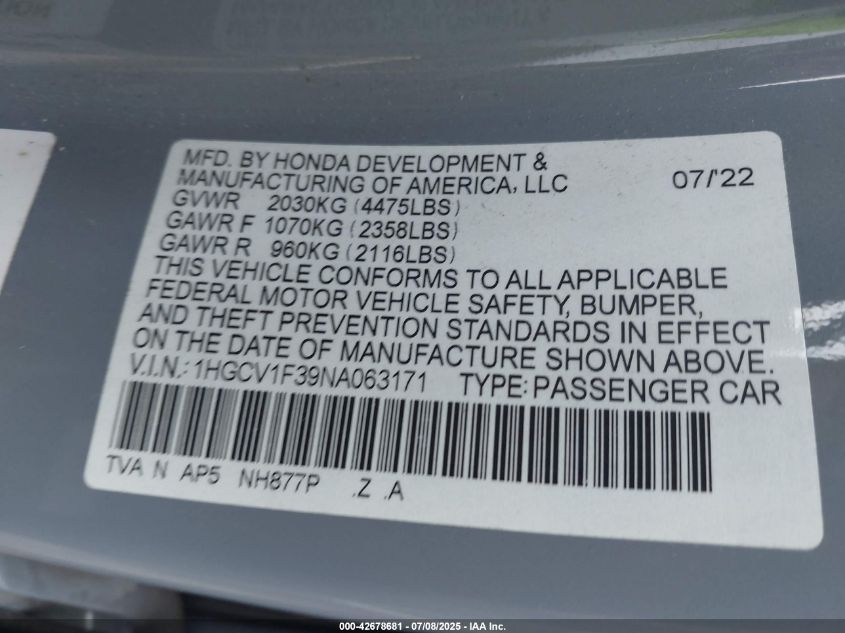 MFD. BY HONDA DEVELOPMENT &
MANUFACTURING OF AMERICA, LLC 07/'22
GVWR 2030KG (4475LBS)
GAWR F 1070KG (2358LBS)
GAWR R 960KG (2116LBS)
THIS VEHICLE CONFORMS TO ALL APPLICABLE
FEDERAL MOTOR VEHICLE SAFETY, BUMPER,
AND THEFT PREVENTION STANDARDS IN EFFECT
ON THE DATE OF MANUFACTURE SHOWN ABOVE.
V.I.N.: 1HGCV1F39NA063171 TYPE: PASSENGER CAR
TVA N AP5 NH877P .Z .A
000-42678681 - 07/08/2025 - IAA Inc.